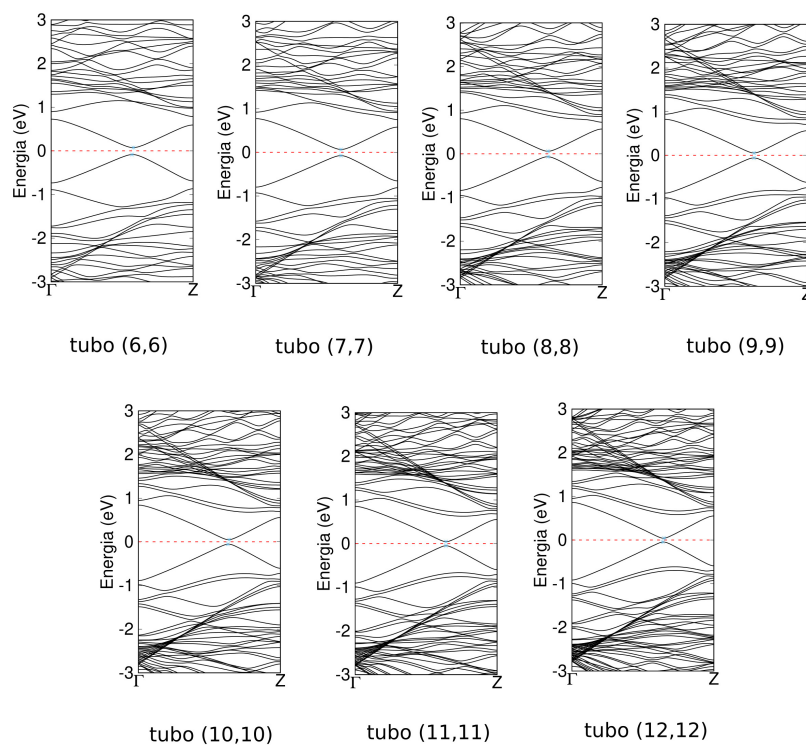 3
2
1
0
-1
-2
-3
Energia (eV)
Γ
Z
tubo (6,6)
3
2
1
0
-1
-2
-3
Energia (eV)
Γ
Z
tubo (7,7)
3
2
1
0
-1
-2
-3
Energia (eV)
Γ
Z
tubo (8,8)
3
2
1
0
-1
-2
-3
Energia (eV)
Γ
Z
tubo (9,9)
3
2
1
0
-1
-2
-3
Energia (eV)
Γ
Z
tubo (10,10)
3
2
1
0
-1
-2
-3
Energia (eV)
Γ
Z
tubo (11,11)
3
2
1
0
-1
-2
-3
Energia (eV)
Γ
Z
tubo (12,12)